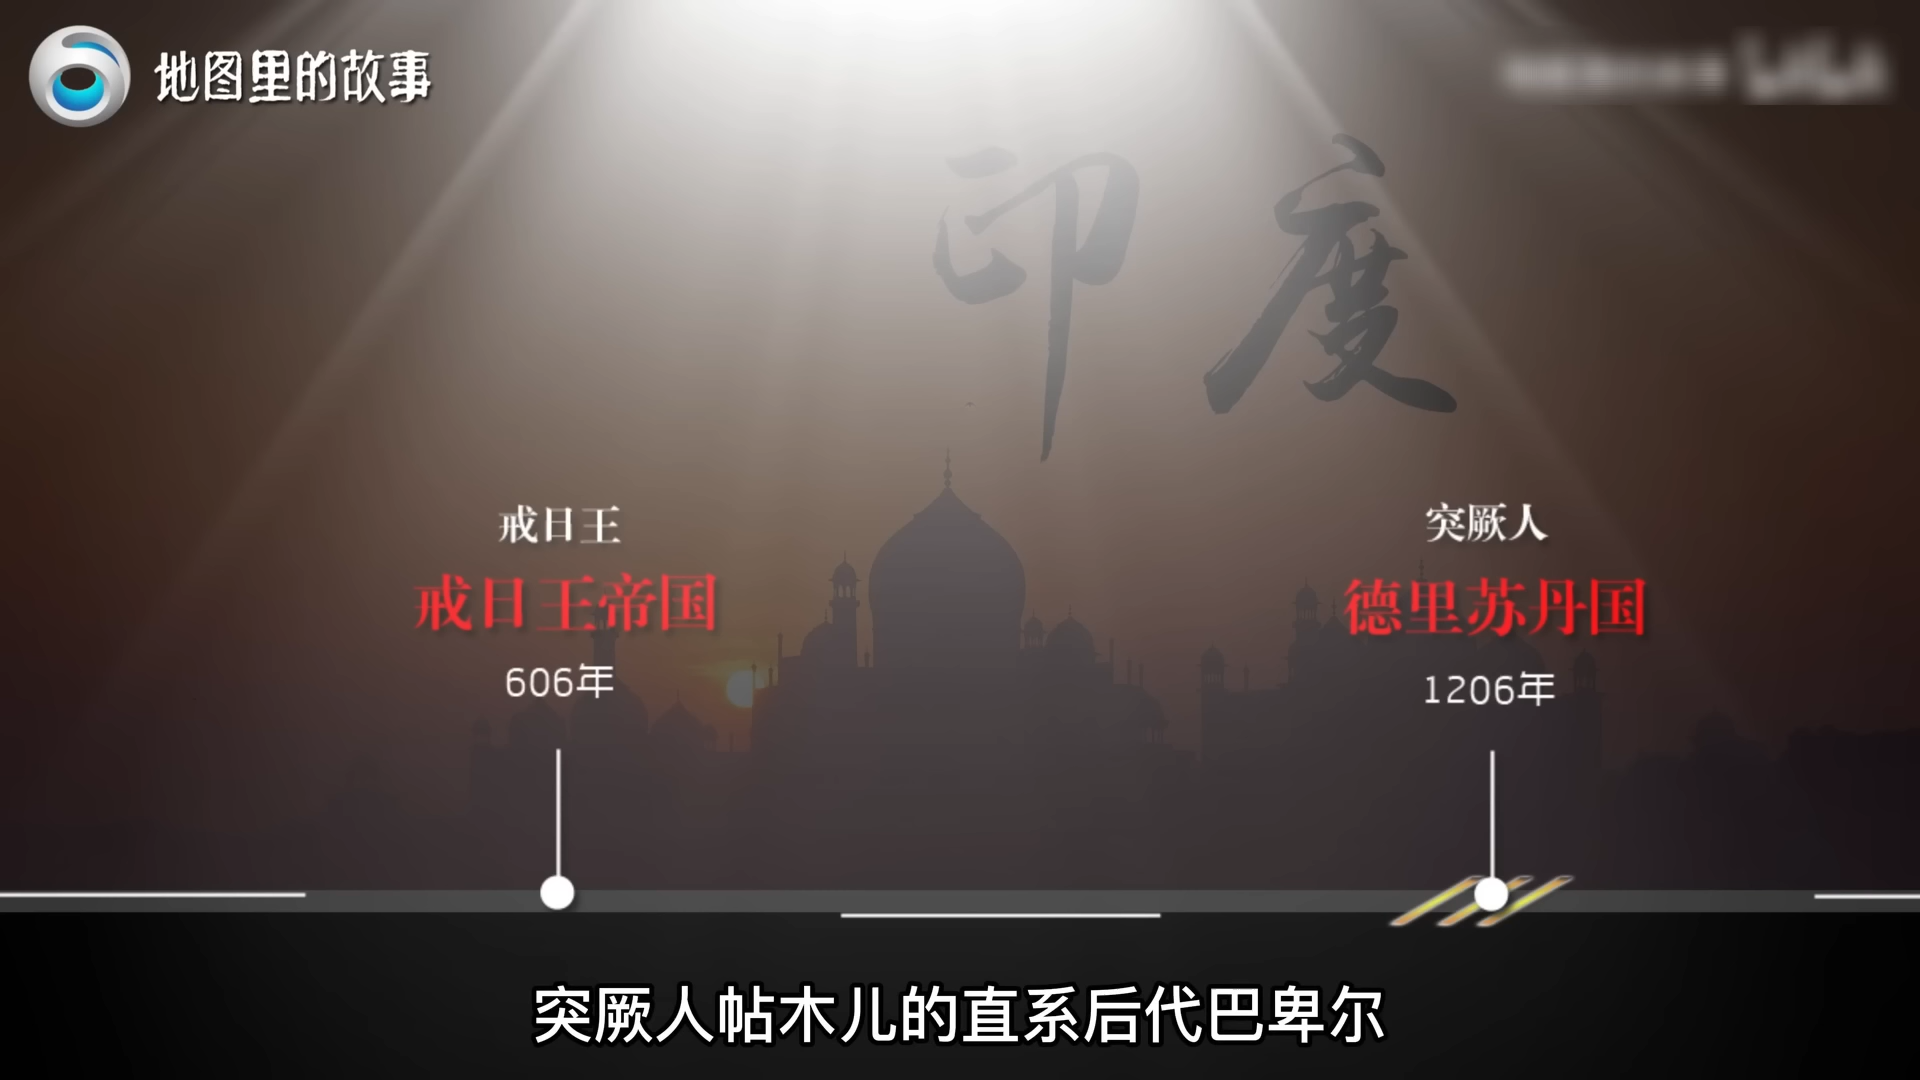 地图里的故事
印度
戒日王
戒日王帝国
606年
突厥人
德里苏丹国
1206年
突厥人帖木儿的直系后代巴卑尔